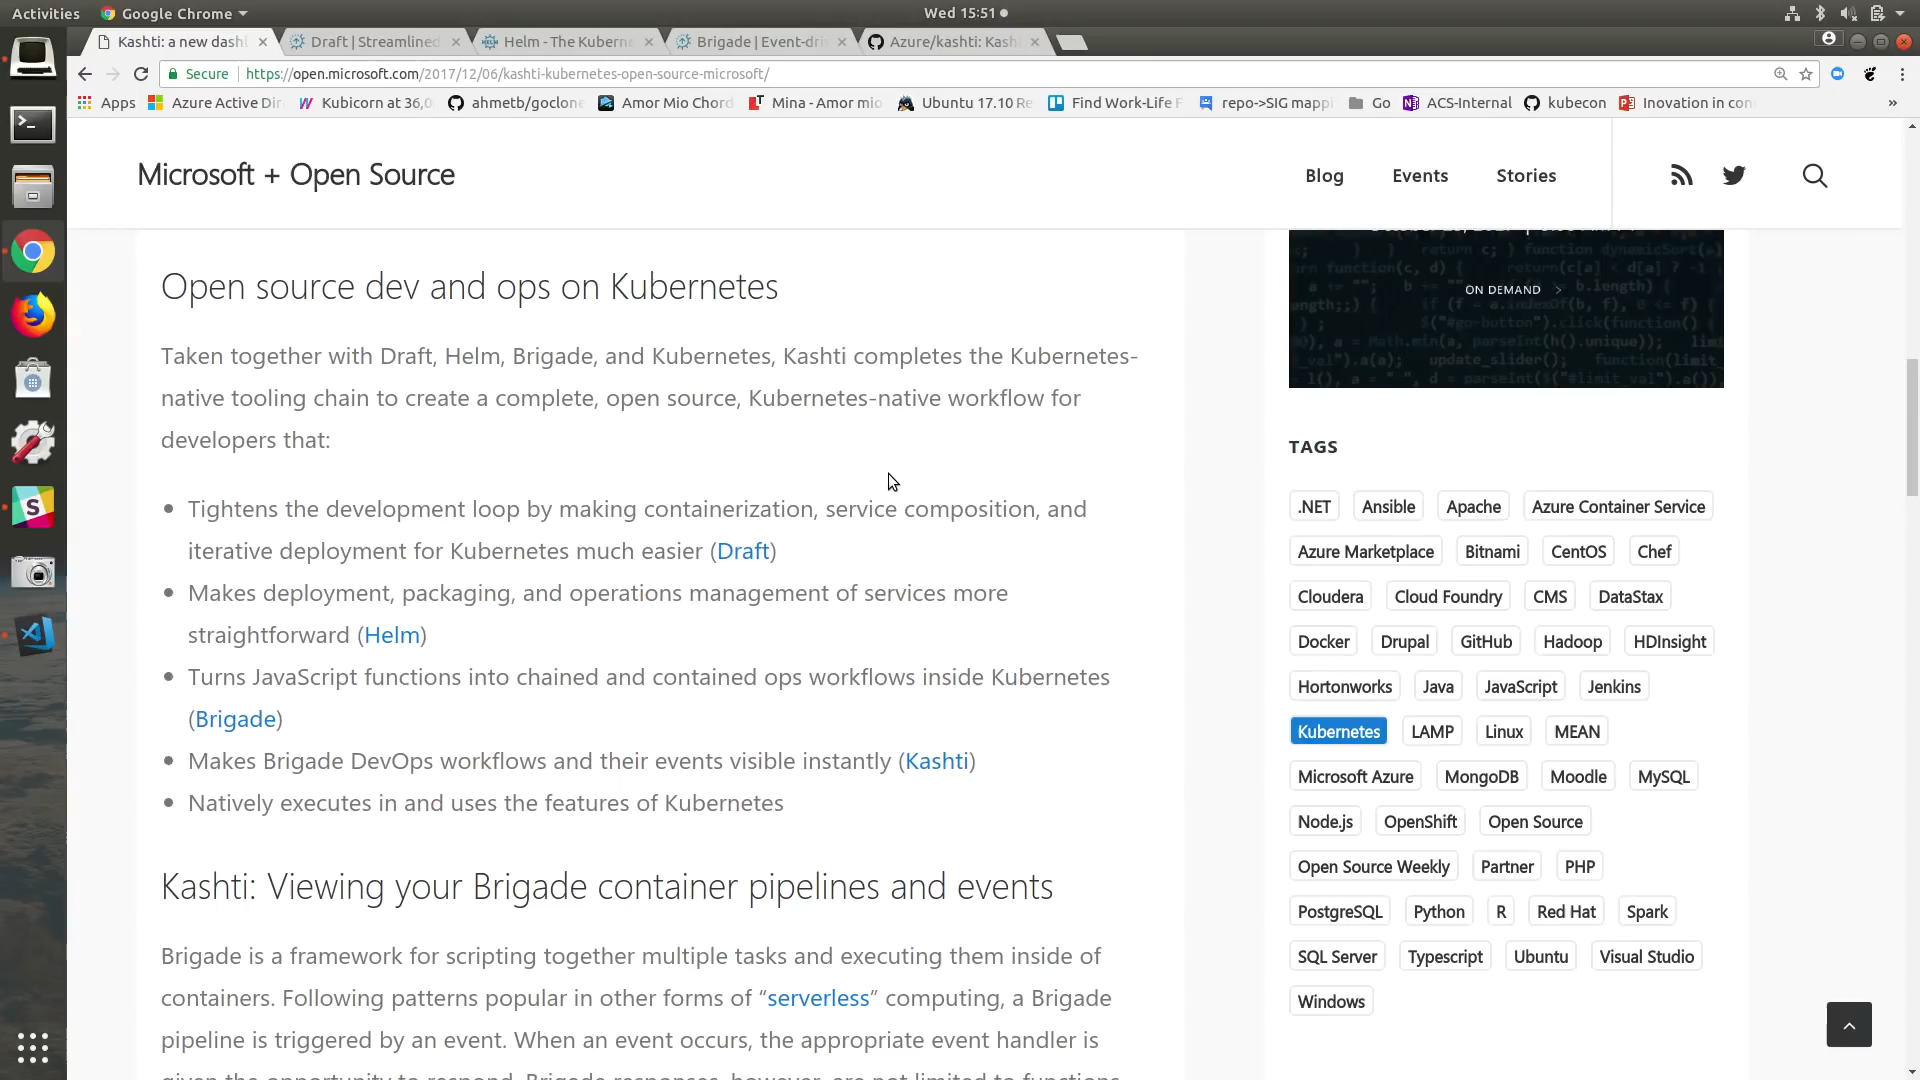 Activities Google Chrome Wed 15:51
Kashti: a new dash Draft | Streamlined Helm - The Kuberne Brigade | Event-dri Azure/kashti: Kash
Secure https://open.microsoft.com/2017/12/06/kashti-kubernetes-open-source-microsoft/
Apps Azure Active Dir Kubicorn at 36,0 ahmetb/goclone Amor Mio Chord Mina - Amor mio Ubuntu 17.10 Re Find Work-Life F repo->SIG mappi Go ACS-Internal kubecon Inovation in con »
Microsoft + Open Source
Blog Events Stories
Open source dev and ops on Kubernetes
Taken together with Draft, Helm, Brigade, and Kubernetes, Kashti completes the Kubernetes-
native tooling chain to create a complete, open source, Kubernetes-native workflow for
developers that:
• Tightens the development loop by making containerization, service composition, and
iterative deployment for Kubernetes much easier (Draft)
• Makes deployment, packaging, and operations management of services more
straightforward (Helm)
• Turns JavaScript functions into chained and contained ops workflows inside Kubernetes
(Brigade)
• Makes Brigade DevOps workflows and their events visible instantly (Kashti)
• Natively executes in and uses the features of Kubernetes
Kashti: Viewing your Brigade container pipelines and events
Brigade is a framework for scripting together multiple tasks and executing them inside of
containers. Following patterns popular in other forms of “serverless” computing, a Brigade
pipeline is triggered by an event. When an event occurs, the appropriate event handler is
given the opportunity to respond. Brigade responses, however, are not limited to functions
ON DEMAND >
TAGS
.NET Ansible Apache Azure Container Service
Azure Marketplace Bitnami CentOS Chef
Cloudera Cloud Foundry CMS DataStax
Docker Drupal GitHub Hadoop HDInsight
Hortonworks Java JavaScript Jenkins
Kubernetes LAMP Linux MEAN
Microsoft Azure MongoDB Moodle MySQL
Node.js OpenShift Open Source
Open Source Weekly Partner PHP
PostgreSQL Python R Red Hat Spark
SQL Server Typescript Ubuntu Visual Studio
Windows